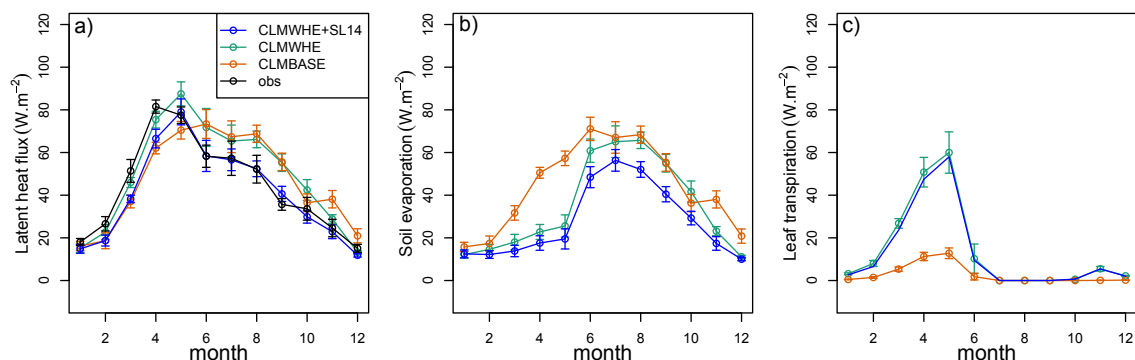 a)
CLMWHE+SL14
CLMWHE
CLMBASE
obs
Latent heat flux (W.m⁻²)
0 20 40 60 80 100 120
2 4 6 8 10 12
month
b)
Soil evaporation (W.m⁻²)
0 20 40 60 80 100 120
2 4 6 8 10 12
month
c)
Leaf transpiration (W.m⁻²)
0 20 40 60 80 100 120
2 4 6 8 10 12
month